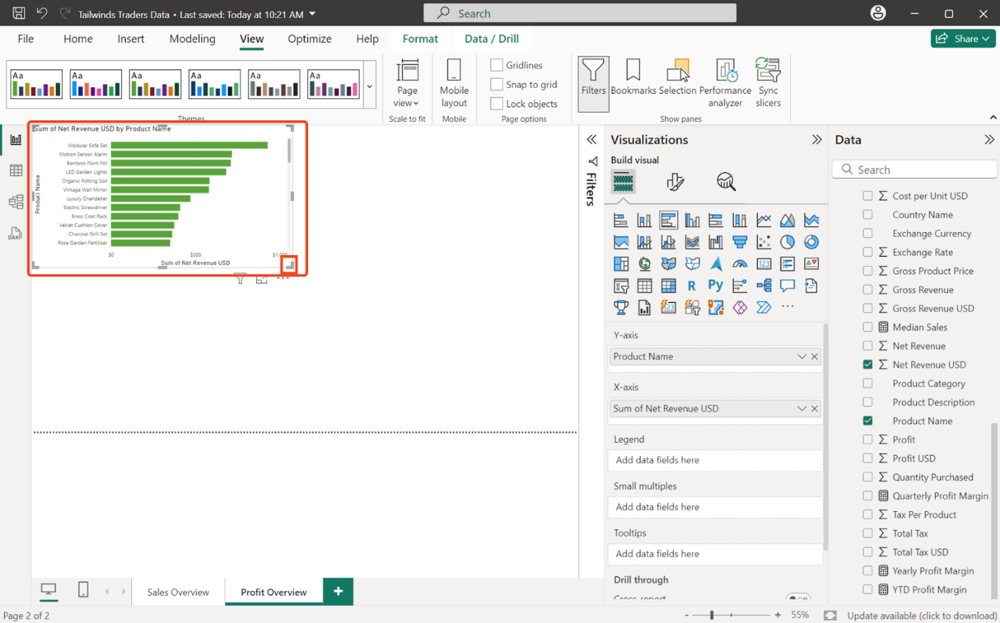 Tailwinds Traders Data • Last saved: Today at 10:21 AM
Search
File Home Insert Modeling View Optimize Help Format Data / Drill
Share
Aa Aa Aa Aa Aa Aa
Page view
Mobile layout
Gridlines
Snap to grid
Lock objects
Filters Bookmarks Selection Performance analyzer Sync slicers
Themes Scale to fit Mobile Page options Show panes
Sum of Net Revenue USD by Product Name
Product Name
Modular Sofa Set
Motion Sensor Alarm
Bamboo Plant Pot
LED Garden Lights
Organic Potting Soil
Vintage Wall Mirror
Luxury Chandelier
Electric Screwdriver
Brass Coat Rack
Velvet Cushion Cover
Charcoal Grill Set
Rose Garden Fertilizer
$0 $500 $1,000
Sum of Net Revenue USD
DAX
Filters
Visualizations
Build visual
123
R Py
123
...
Y-axis
Product Name
X-axis
Sum of Net Revenue USD
Legend
Add data fields here
Small multiples
Add data fields here
Tooltips
Add data fields here
Drill through
Cross-report
Off
Data
Search
Cost per Unit USD
Country Name
Exchange Currency
Exchange Rate
Gross Product Price
Gross Revenue
Gross Revenue USD
Median Sales
Net Revenue
Net Revenue USD
Product Category
Product Description
Product Name
Profit
Profit USD
Quantity Purchased
Quarterly Profit Margin
Tax Per Product
Total Tax
Total Tax USD
Yearly Profit Margin
YTD Profit Margin
Sales Overview Profit Overview +
Page 2 of 2
- + 55%
Update available (click to download)